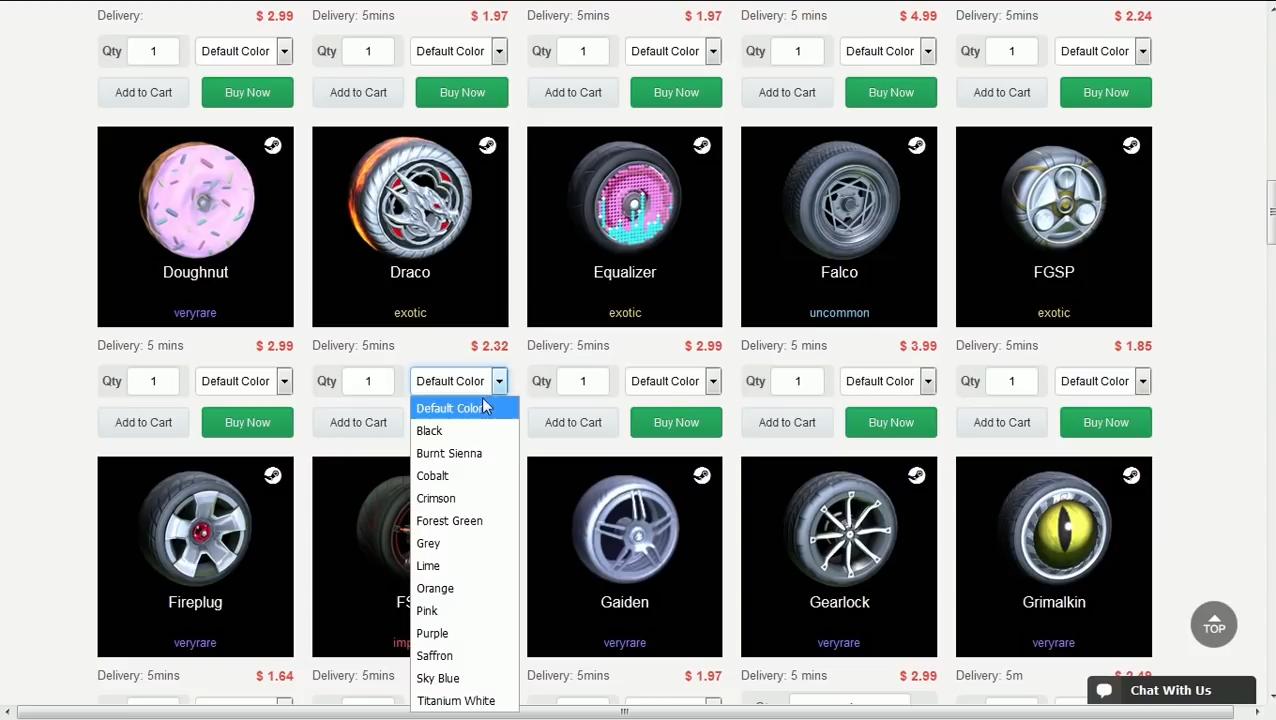 Delivery: $ 2.99 Delivery: 5mins $ 1.97 Delivery: 5mins $ 1.97 Delivery: 5 mins $ 4.99 Delivery: 5mins $ 2.24
Qty 1 Default Color Qty 1 Default Color Qty 1 Default Color Qty 1 Default Color Qty 1 Default Color
Add to Cart Buy Now Add to Cart Buy Now Add to Cart Buy Now Add to Cart Buy Now Add to Cart Buy Now
Doughnut Draco Equalizer Falco FGSP
veryrare exotic exotic uncommon exotic
Delivery: 5 mins $ 2.99 Delivery: 5mins $ 2.32 Delivery: 5mins $ 2.99 Delivery: 5 mins $ 3.99 Delivery: 5mins $ 1.85
Qty 1 Default Color Qty 1 Default Color Qty 1 Default Color Qty 1 Default Color Qty 1 Default Color
Add to Cart Buy Now Add to Cart Add to Cart Buy Now Add to Cart Buy Now Add to Cart Buy Now
Default Color
Black
Burnt Sienna
Cobalt
Crimson
Forest Green
Grey
Lime
Orange
Pink
Purple
Saffron
Sky Blue
Titanium White
Fireplug Gaiden Gearlock Grimalkin
veryrare veryrare veryrare veryrare
Delivery: 5mins $ 1.64 Delivery: 5mins $ 1.97 Delivery: 5mins $ 2.99 Delivery: 5m
TOP
Chat With Us